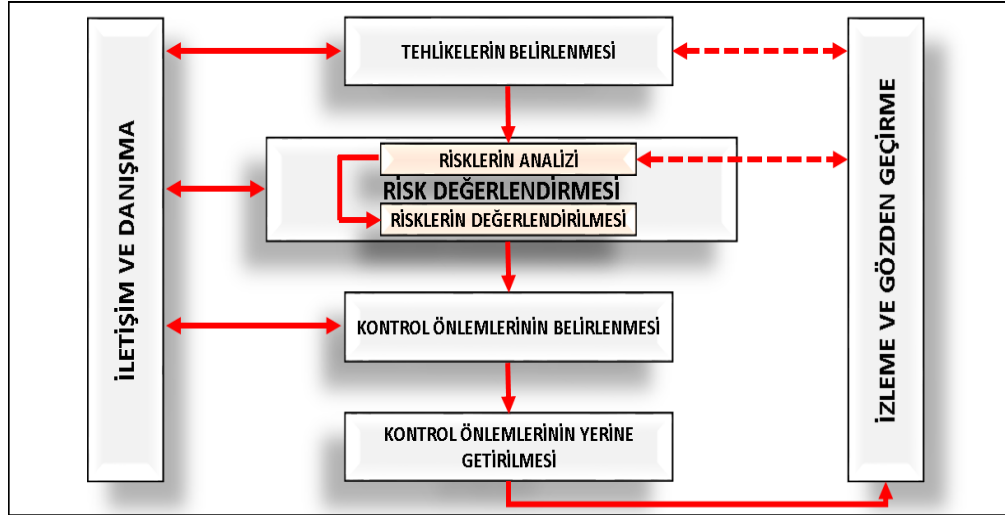 İLETİŞİM VE DANIŞMA
TEHLİKELERİN BELİRLENMESİ
RİSKLERİN ANALİZİ
RİSK DEĞERLENDİRMESİ
RİSKLERİN DEĞERLENDİRİLMESİ
KONTROL ÖNLEMLERİNİN BELİRLENMESİ
KONTROL ÖNLEMLERİNİN YERİNE
GETİRİLMESİ
İZLEME VE GÖZDEN GEÇİRME